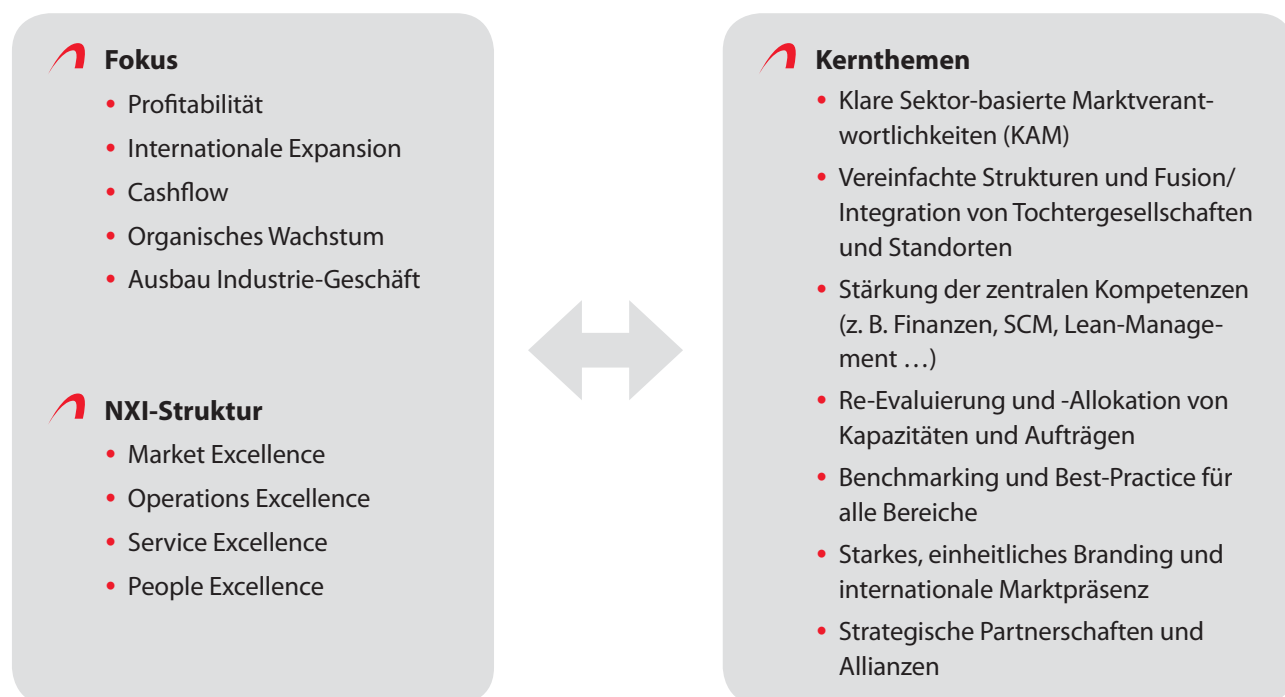 Fokus
• Profitabilität
• Internationale Expansion
• Cashflow
• Organisches Wachstum
• Ausbau Industrie-Geschäft
NXI-Struktur
• Market Excellence
• Operations Excellence
• Service Excellence
• People Excellence
Kernthemen
• Klare Sektor-basierte Marktverant-
wortlichkeiten (KAM)
• Vereinfachte Strukturen und Fusion/
Integration von Tochtergesellschaften
und Standorten
• Stärkung der zentralen Kompetenzen
(z. B. Finanzen, SCM, Lean-Manage-
ment …)
• Re-Evaluierung und -Allokation von
Kapazitäten und Aufträgen
• Benchmarking und Best-Practice für
alle Bereiche
• Starkes, einheitliches Branding und
internationale Marktpräsenz
• Strategische Partnerschaften und
Allianzen